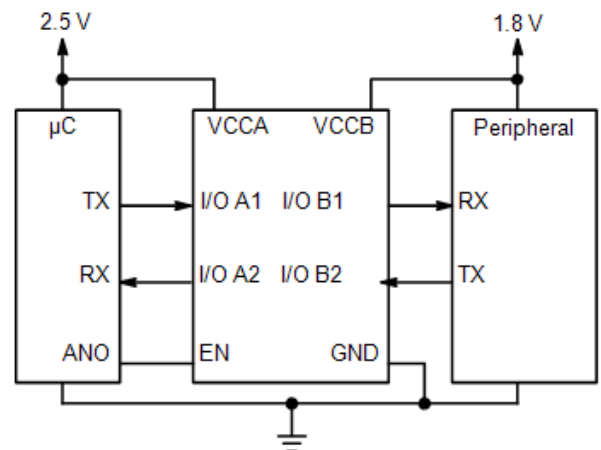 2.5 V 1.8 V
µC VCCA VCCB Peripheral
TX I/O A1 I/O B1 RX
RX I/O A2 I/O B2 TX
ANO EN GND